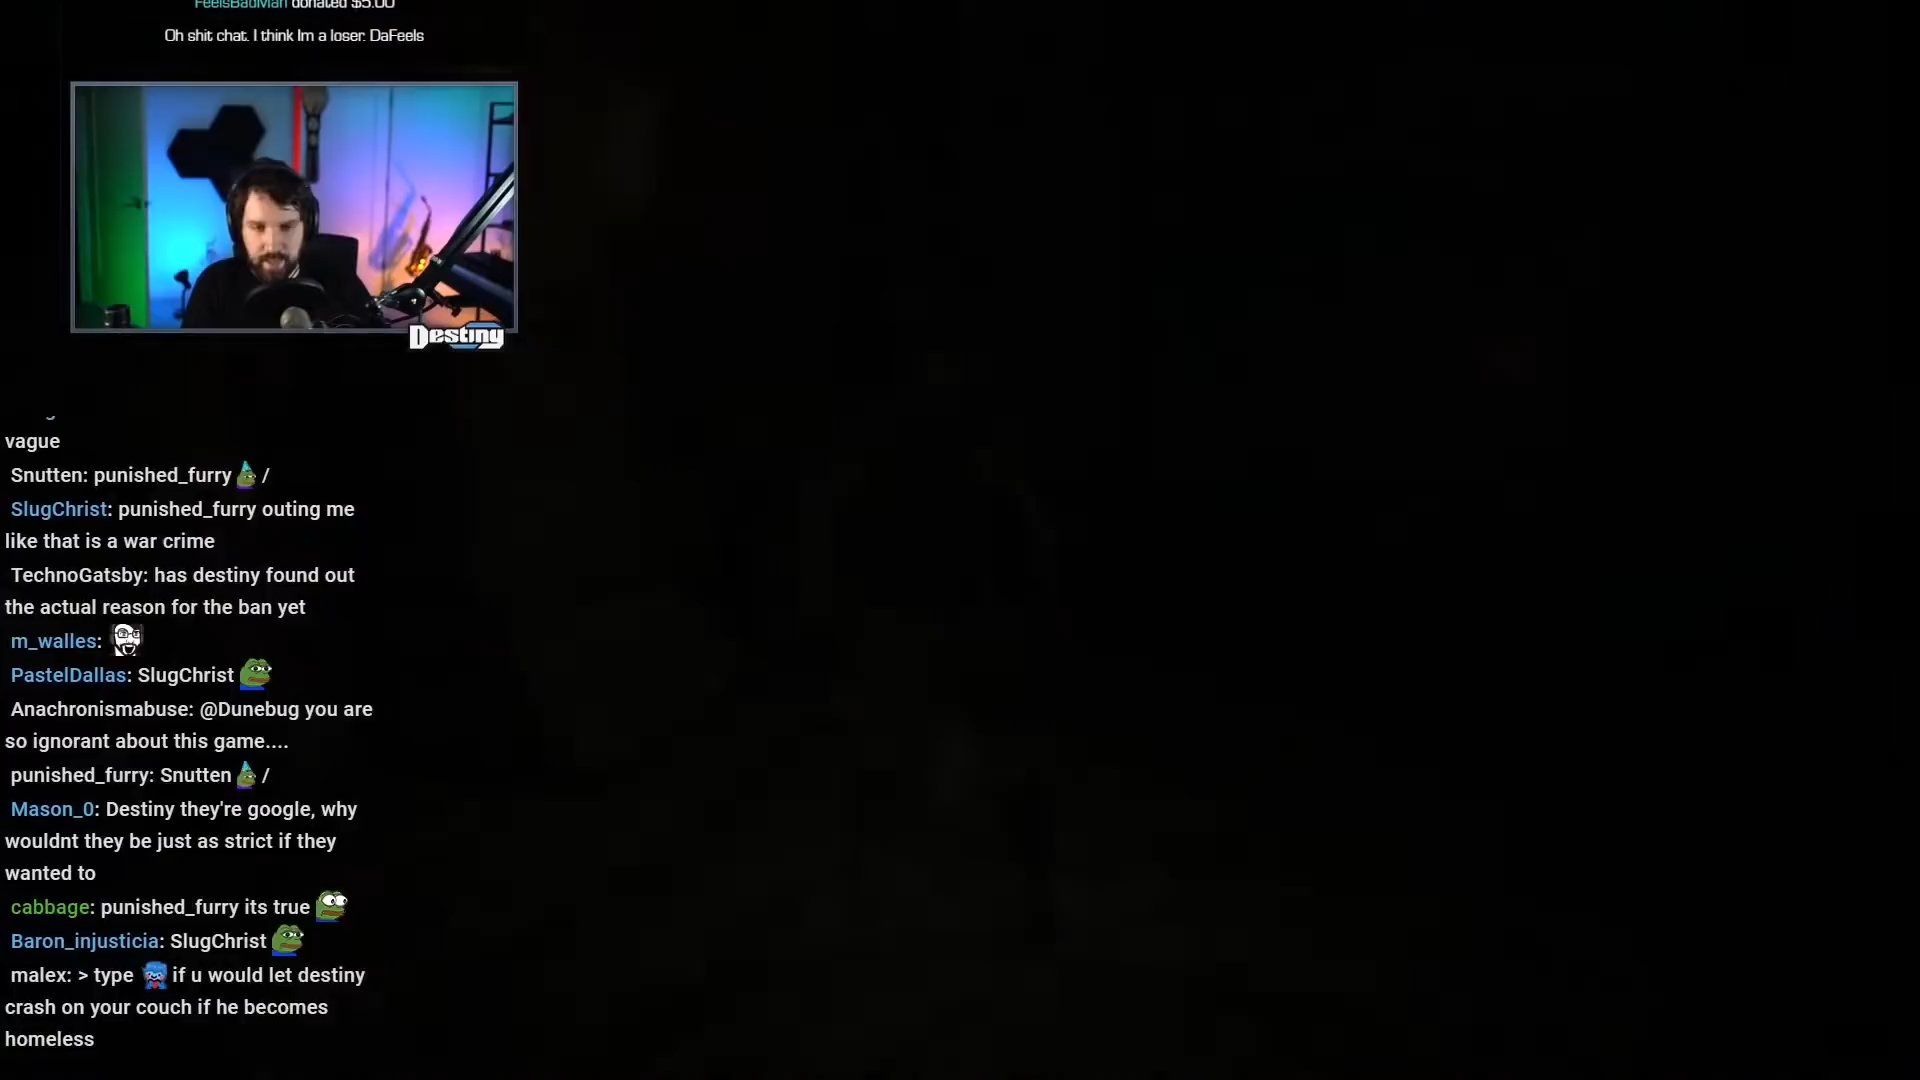 FeelsBadMan donated $5.00
Oh shit chat. I think Im a loser. DaFeels
Destiny
vague
Snutten: punished_furry /
SlugChrist: punished_furry outing me
like that is a war crime
TechnoGatsby: has destiny found out
the actual reason for the ban yet
m_walles:
PastelDallas: SlugChrist
Anachronismabuse: @Dunebug you are
so ignorant about this game....
punished_furry: Snutten /
Mason_0: Destiny they're google, why
wouldnt they be just as strict if they
wanted to
cabbage: punished_furry its true
Baron_injusticia: SlugChrist
malex: > type if u would let destiny
crash on your couch if he becomes
homeless